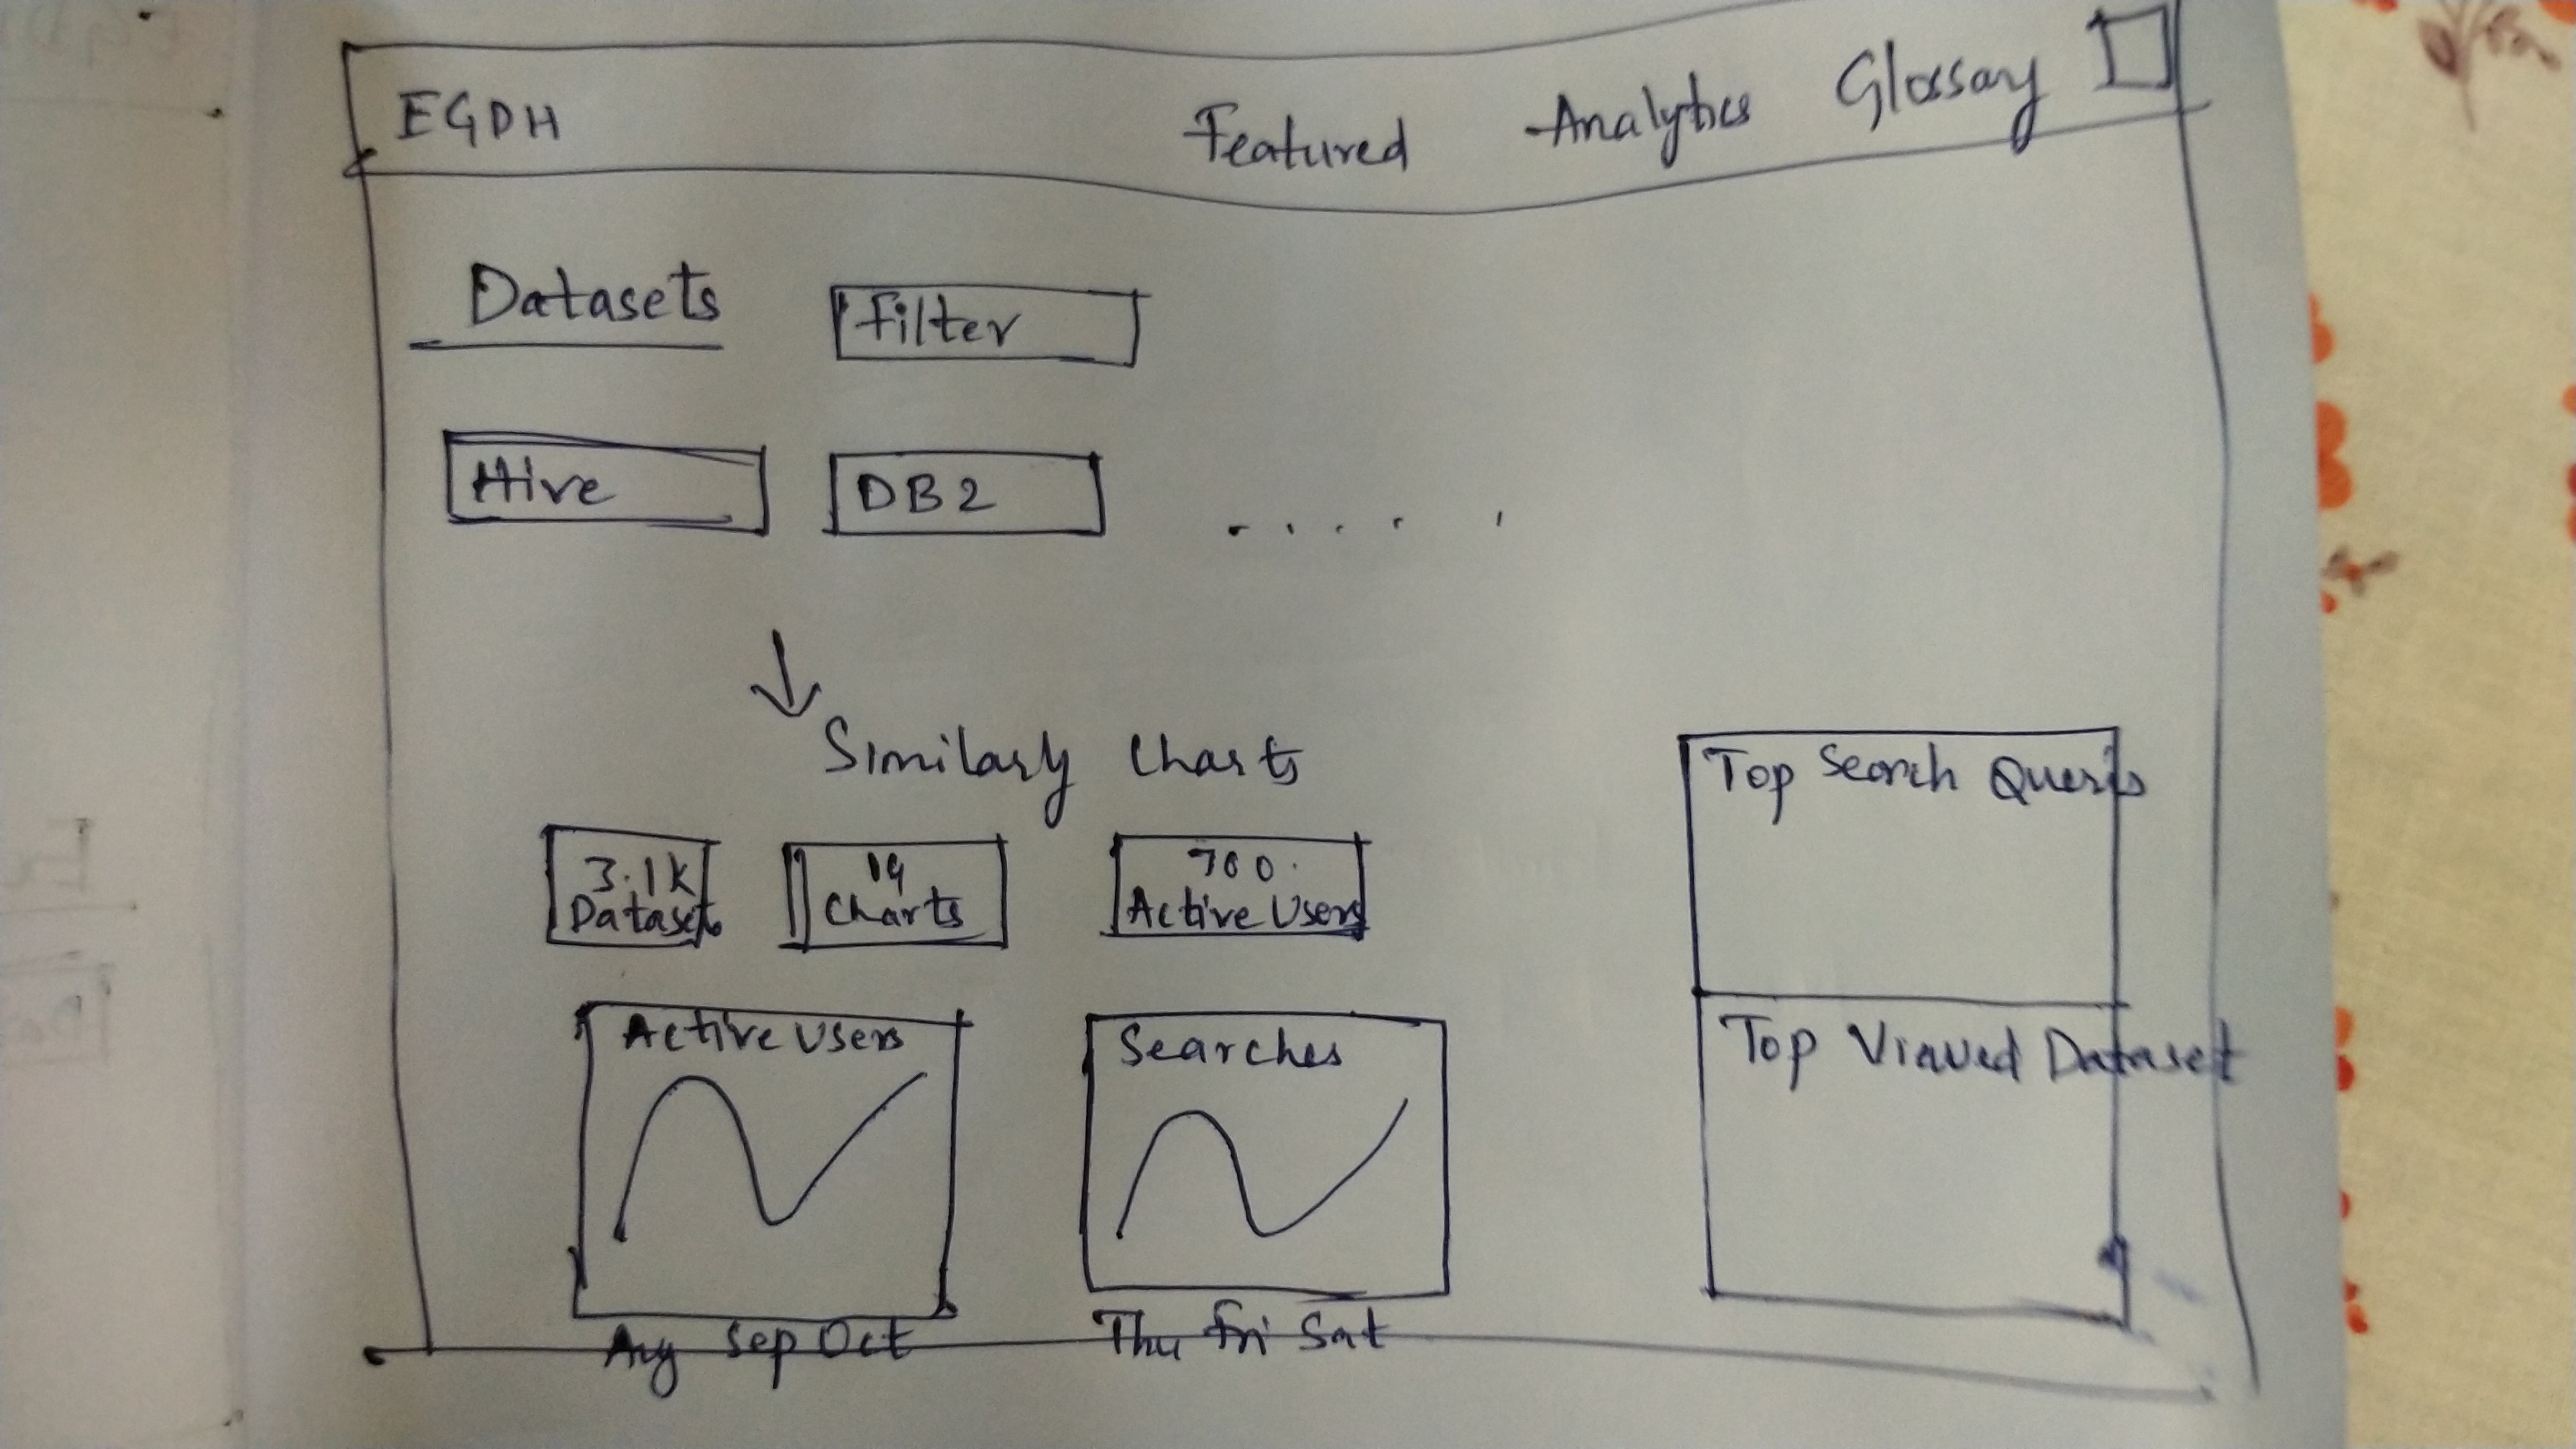 EGDH Featured Analytics Glossary
Datasets Filter
Hive DB2 . . . . .
↓ Similarly Charts
3.1k Datasets
14 Charts
700 Active Users
Top Search Queris
Active Users
Aug Sep Oct
Searches
Thu Fri Sat
Top Viewed Dataset